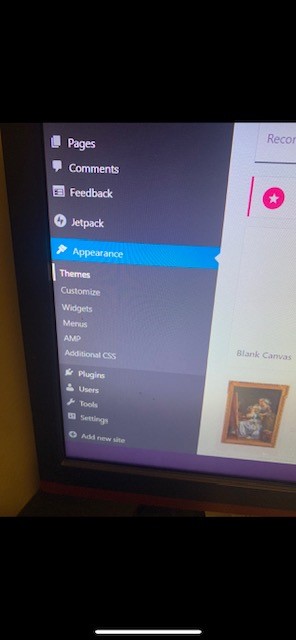 Pages
Comments
Feedback
Jetpack
Appearance
Themes
Customize
Widgets
Menus
AMP
Additional CSS
Plugins
Users
Tools
Settings
Add new site
Recor
Blank Canvas